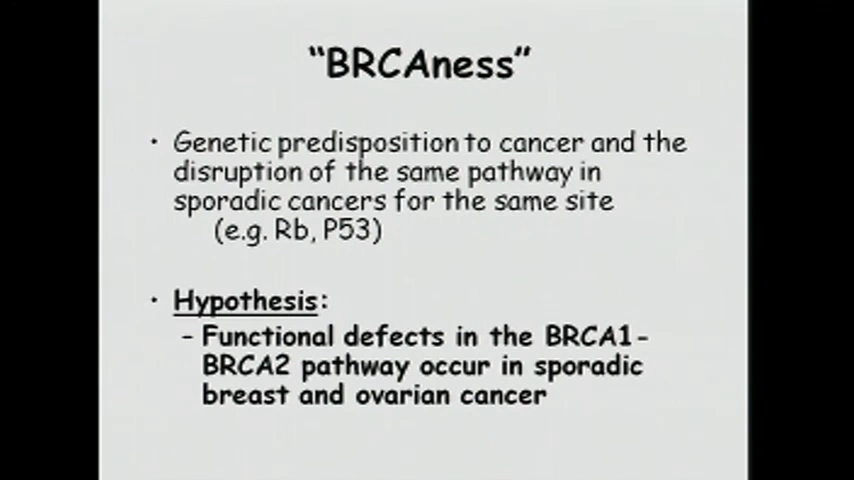 “BRCAness”
• Genetic predisposition to cancer and the
disruption of the same pathway in
sporadic cancers for the same site
(e.g. Rb, P53)
• Hypothesis:
– Functional defects in the BRCA1-
BRCA2 pathway occur in sporadic
breast and ovarian cancer